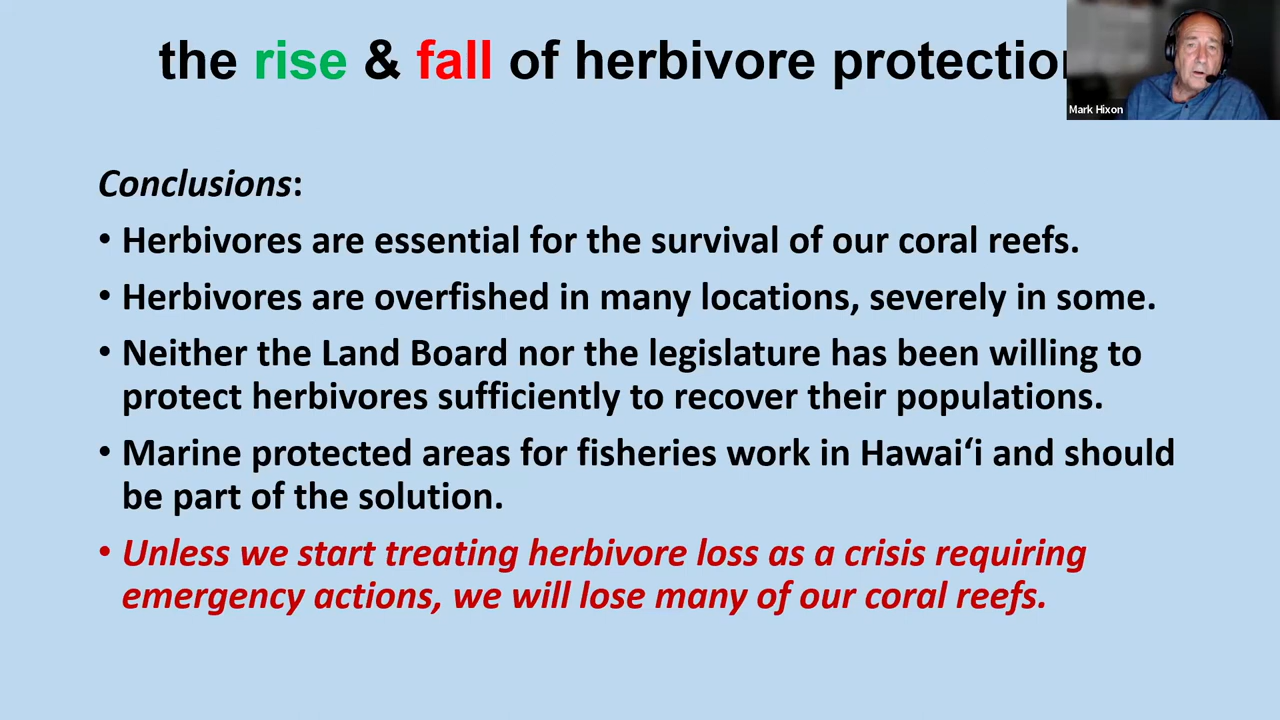 the rise & fall of herbivore protection
Mark Hixon
Conclusions:
• Herbivores are essential for the survival of our coral reefs.
• Herbivores are overfished in many locations, severely in some.
• Neither the Land Board nor the legislature has been willing to
protect herbivores sufficiently to recover their populations.
• Marine protected areas for fisheries work in Hawai‘i and should
be part of the solution.
• Unless we start treating herbivore loss as a crisis requiring
emergency actions, we will lose many of our coral reefs.